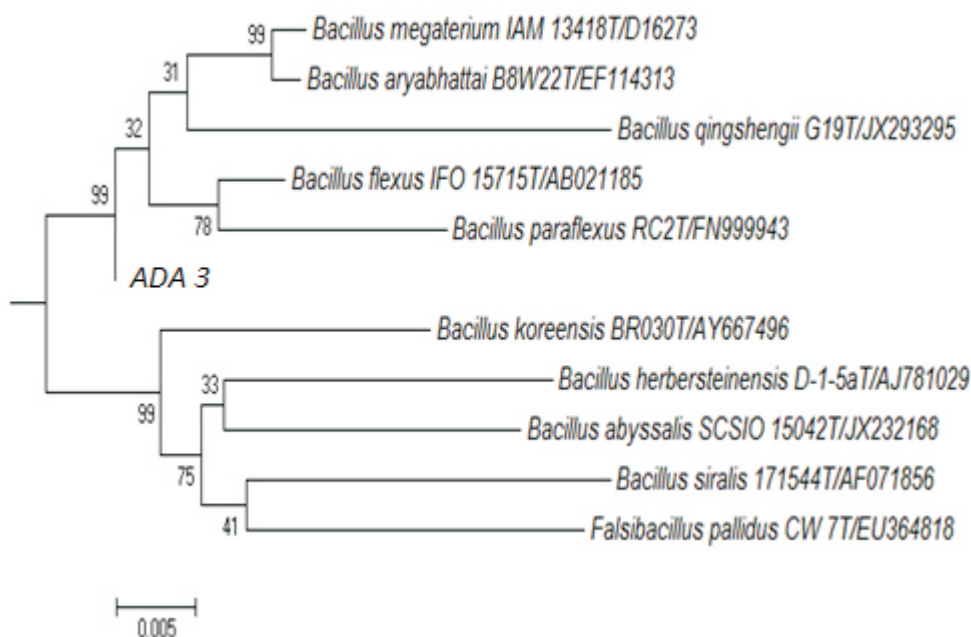 99
Bacillus megaterium IAM 13418T/D16273
Bacillus aryabhattai B8W22T/EF114313
31
Bacillus qingshengii G19T/JX293295
32
Bacillus flexus IFO 15715T/AB021185
99
78
Bacillus paraflexus RC2T/FN999943
ADA 3
Bacillus koreensis BR030T/AY667496
33
Bacillus herbersteinensis D-1-5aT/AJ781029
99
Bacillus abyssalis SCSIO 15042T/JX232168
75
Bacillus siralis 171544T/AF071856
41
Falsibacillus pallidus CW 7T/EU364818
0.005